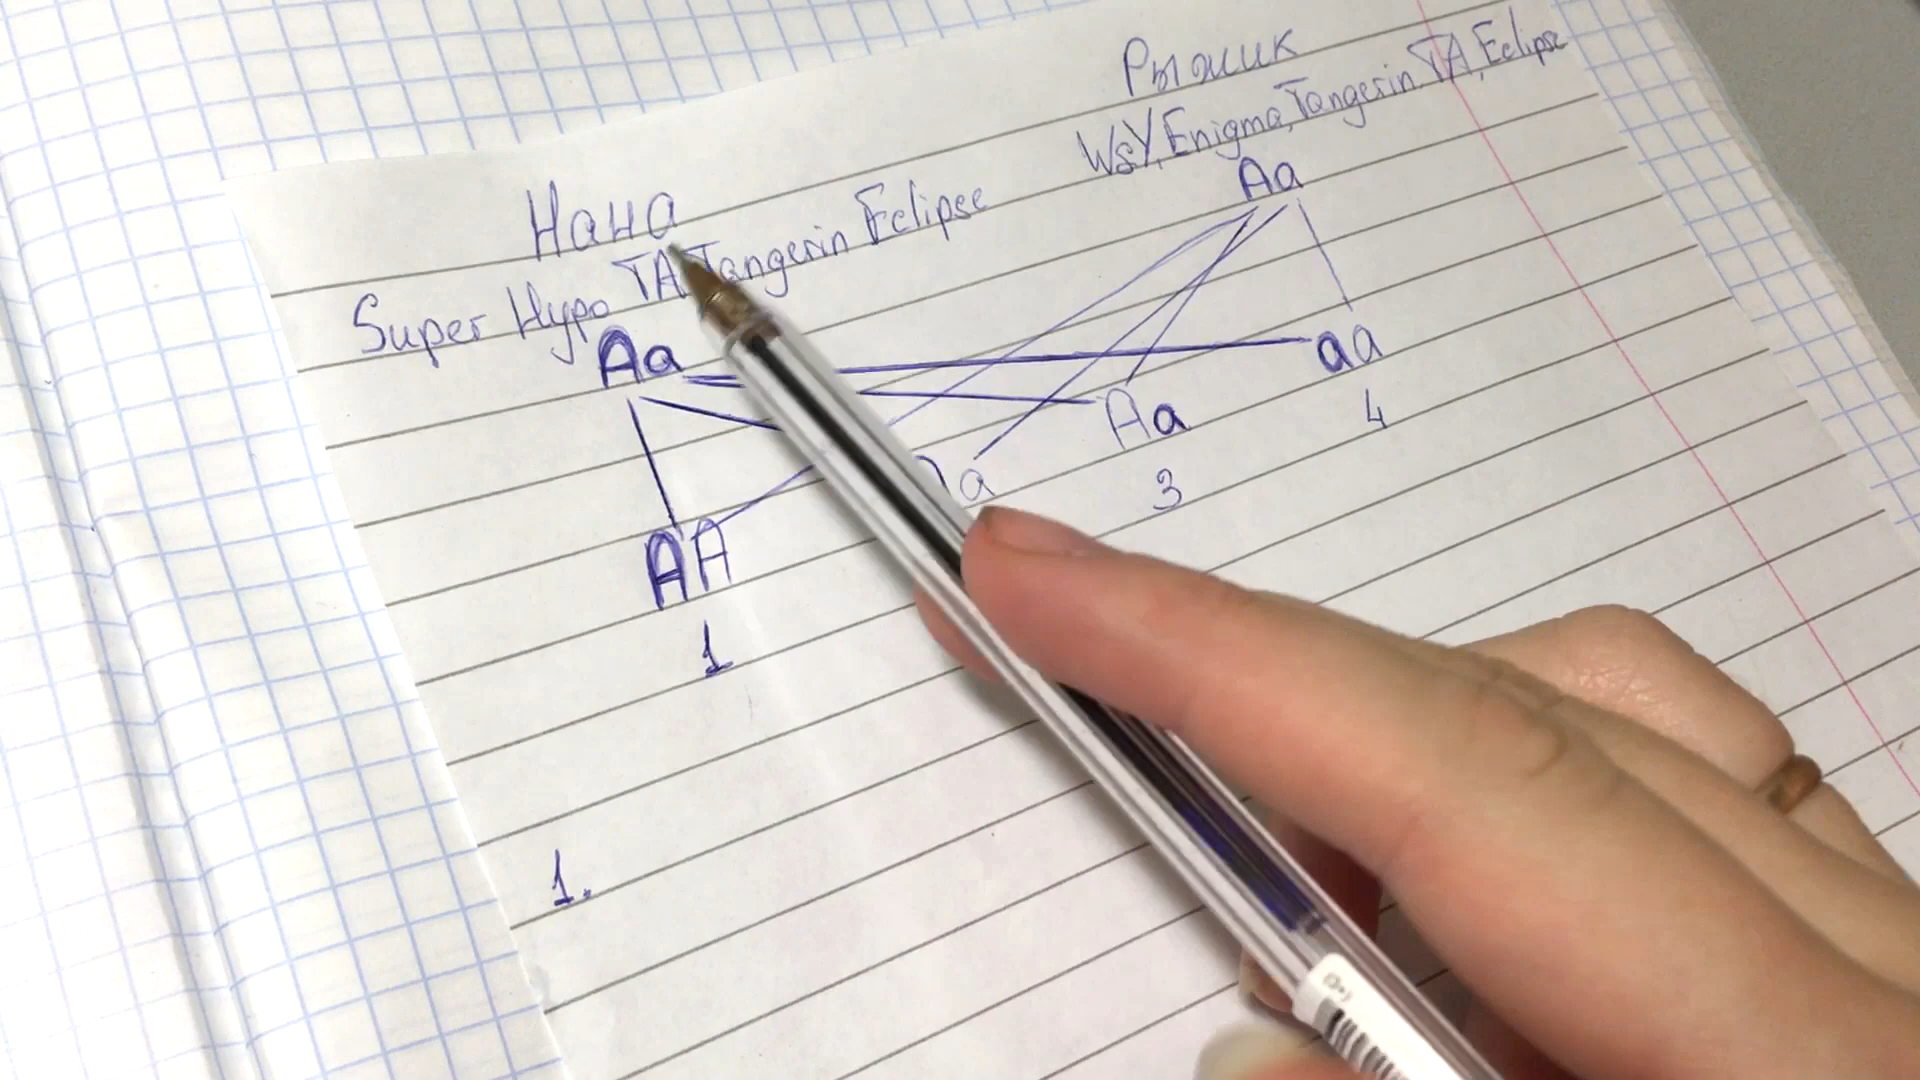 Рыжик
WsY, Enigma, Tangerin, TA, Eclipse
Aa
Нана
Super Hypo TA Tangerin Eclipse
Aa
aa
4
Aa
3
a
AA
1
1.